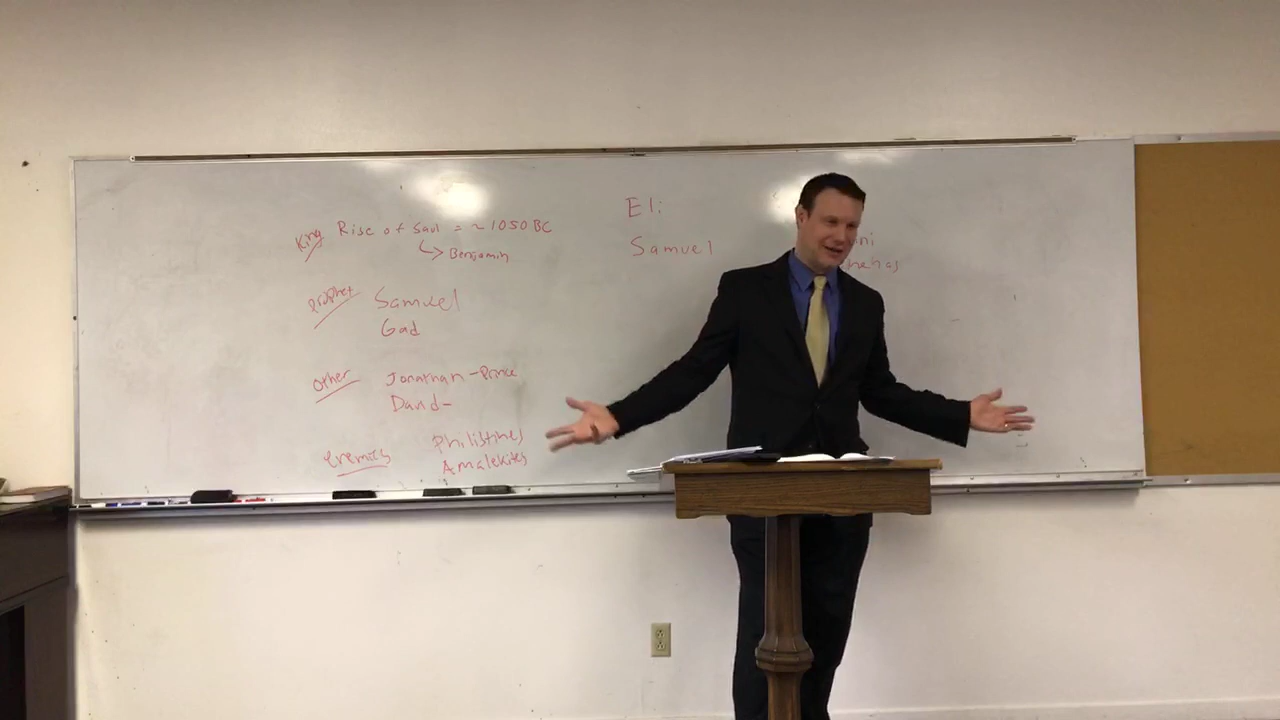 King Rise of Saul = ~ 1050 BC
Benjamin
Prophet Samuel
Gad
Other Jonathan - Prince
David -
enemies Philistines
Amalekites
Eli
Samuel